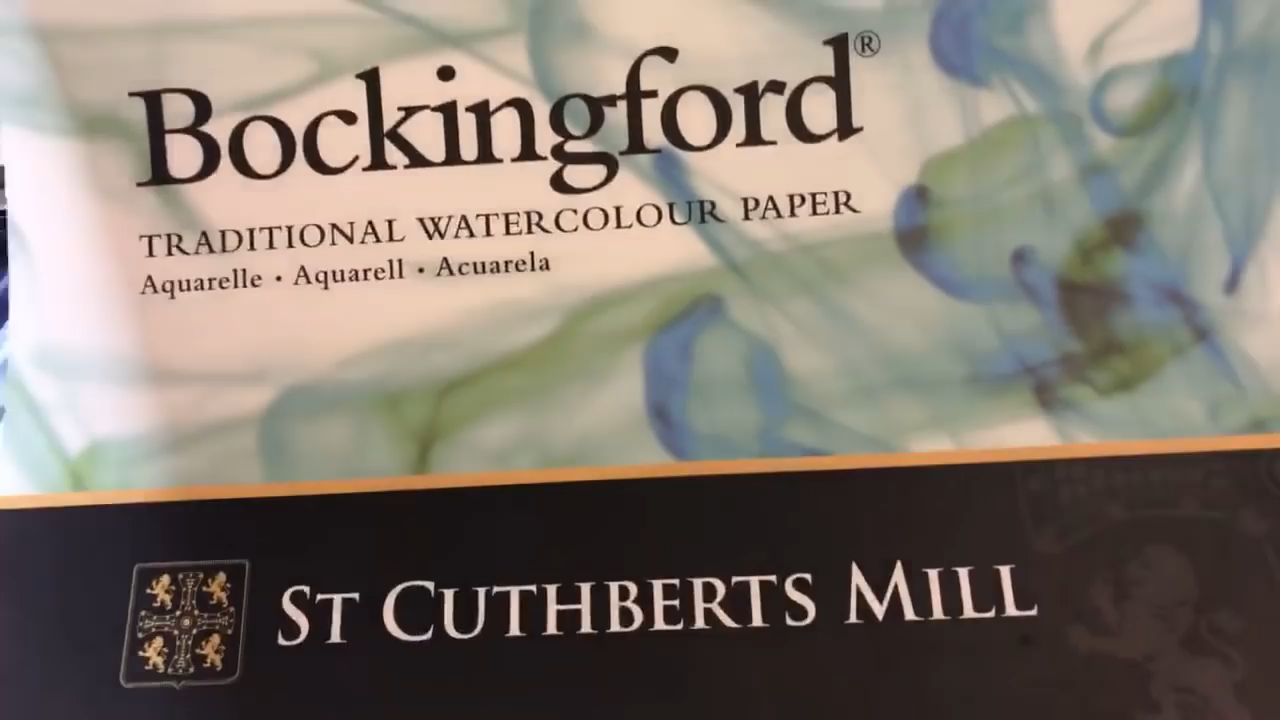 Bockingford®
TRADITIONAL WATERCOLOUR PAPER
Aquarelle · Aquarell · Acuarela
ST CUTHBERTS MILL